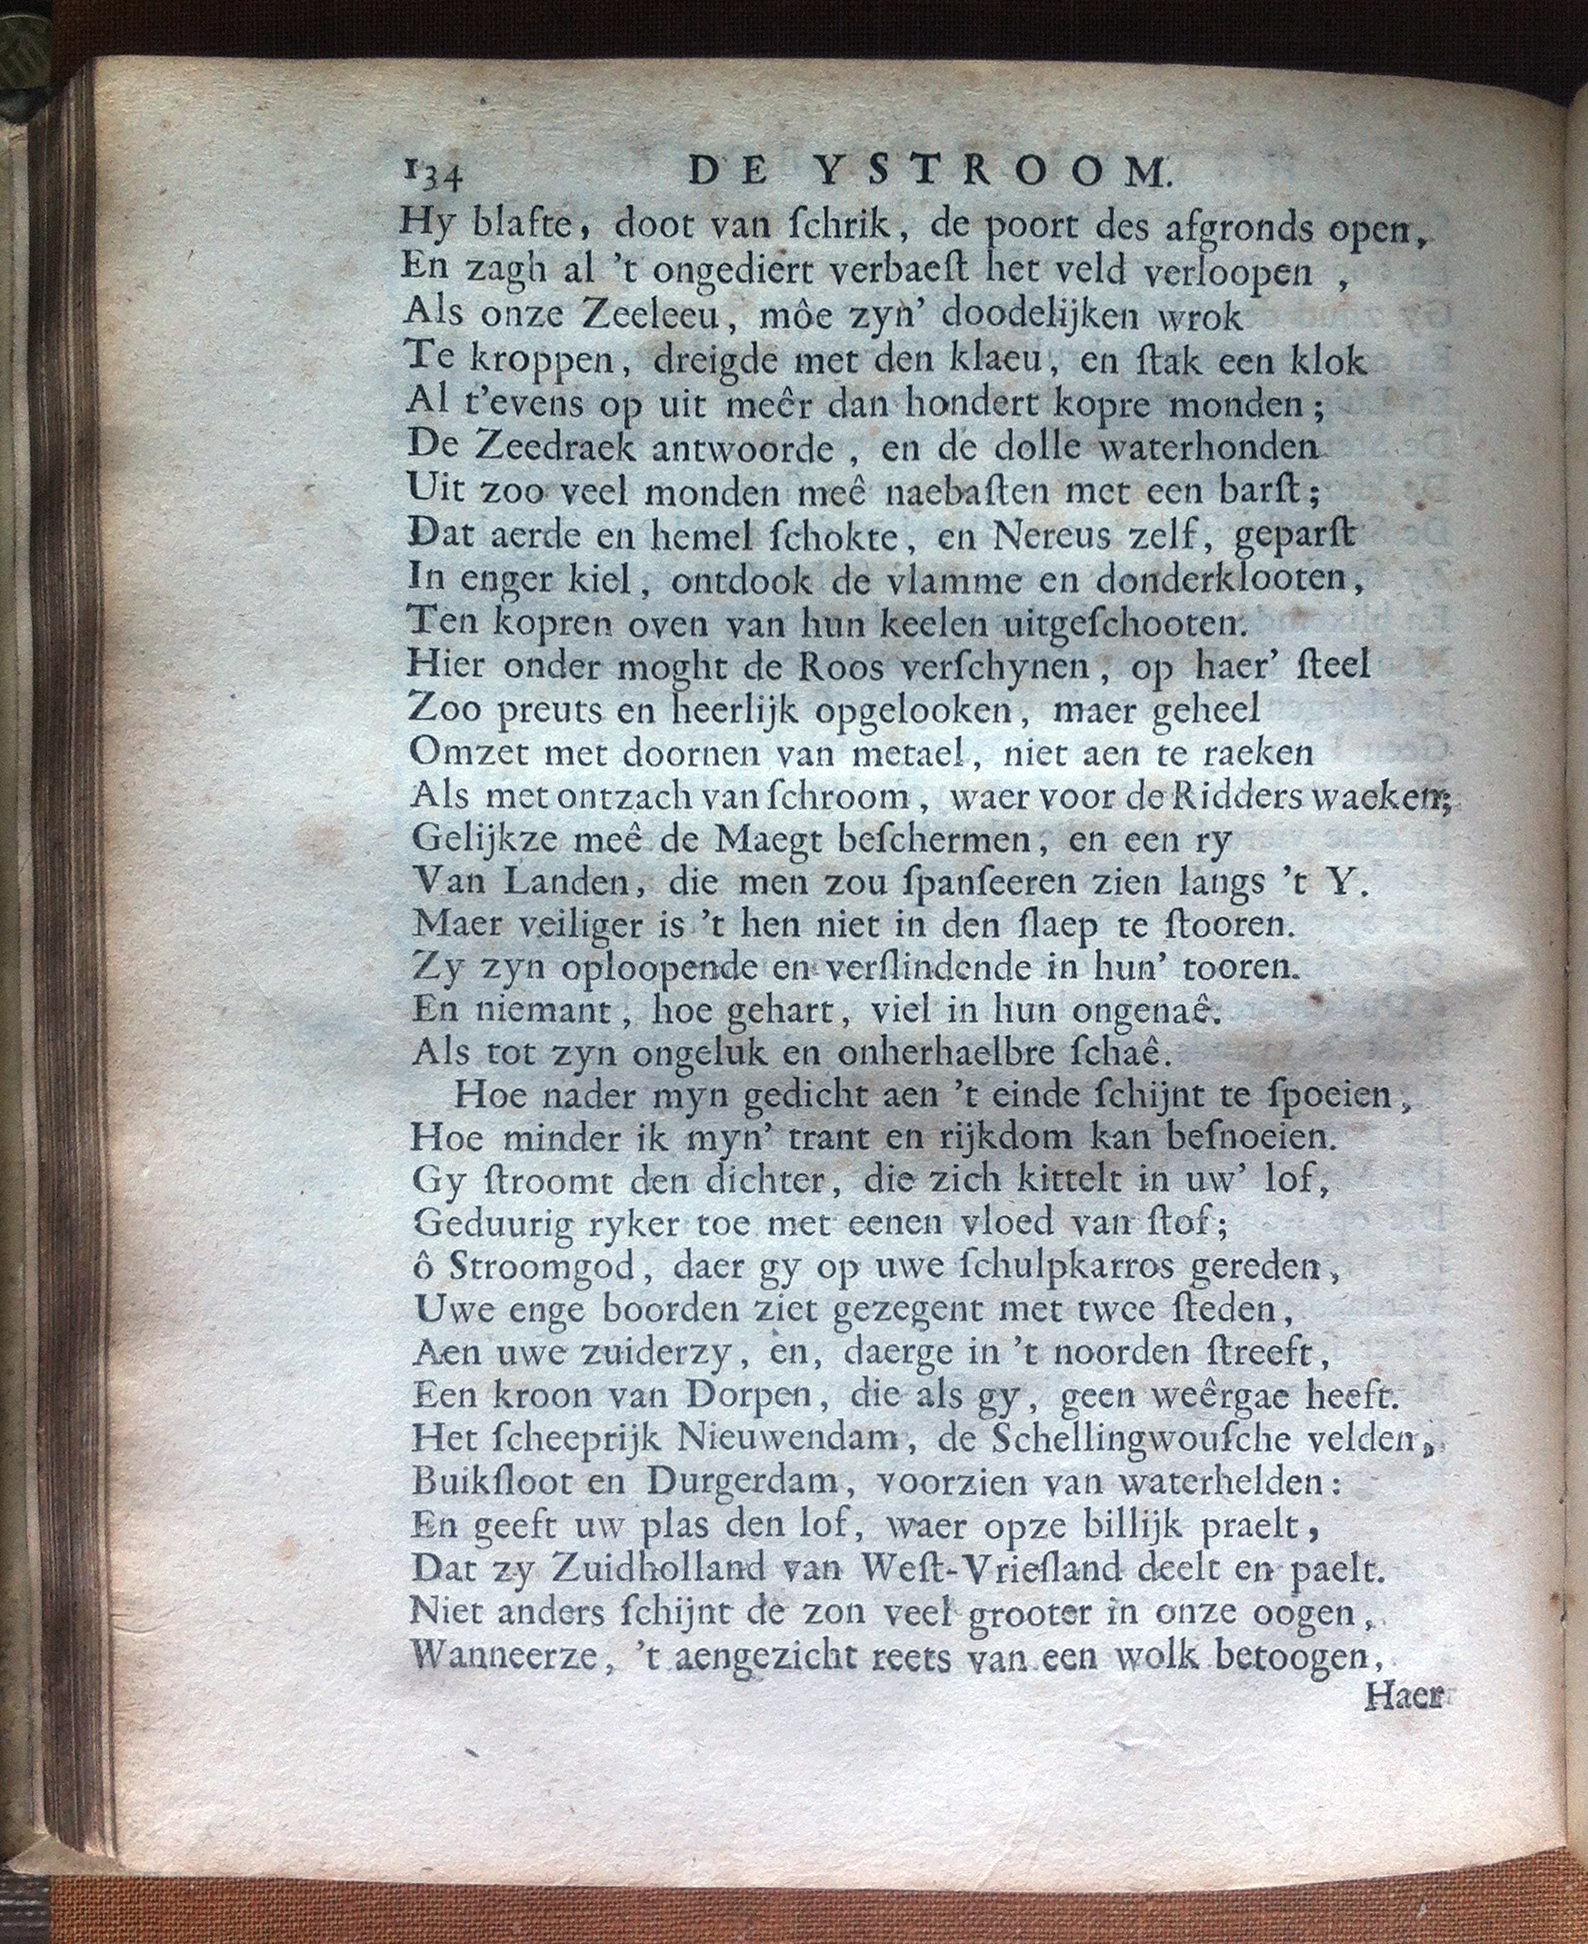 134 DE YSTROOM.
Hy blafte, doot van ſchrik, de poort des afgronds open,
En zagh al 't ongediert verbaeſt het veld verloopen ,
Als onze Zeeleeu, môe zyn' doodelijken wrok
Te kroppen, dreigde met den klaeu, en ſtak een klok
Al t'evens op uit meêr dan hondert kopre monden;
De Zeedraek antwoorde , en de dolle waterhonden
Uit zoo veel monden meê naebaſten met een barſt;
Dat aerde en hemel ſchokte, en Nereus zelf, geparſt
In enger kiel, ontdook de vlamme en donderklooten,
Ten kopren oven van hun keelen uitgeſchooten.
Hier onder moght de Roos verſchynen, op haer' ſteel
Zoo preuts en heerlijk opgelooken, maer geheel
Omzet met doornen van metael, niet aen te raeken
Als met ontzach van ſchroom, waer voor de Ridders waeken;
Gelijkze meê de Maegt beſchermen, en een ry
Van Landen, die men zou ſpanſeeren zien langs 't Y.
Maer veiliger is 't hen niet in den ſlaep te ſtooren.
Zy zyn oploopende en verſlindende in hun' tooren.
En niemant, hoe gehart, viel in hun ongenaê.
Als tot zyn ongeluk en onherhaelbre ſchaê.
Hoe nader myn gedicht aen 't einde ſchijnt te ſpoeien,
Hoe minder ik myn' trant en rijkdom kan beſnoeien.
Gy ſtroomt den dichter, die zich kittelt in uw' lof,
Geduurig ryker toe met eenen vloed van ſtof;
ô Stroomgod, daer gy op uwe ſchulpkarros gereden,
Uwe enge boorden ziet gezegent met twee ſteden,
Aen uwe zuiderzy, en, daerge in 't noorden ſtreeft,
Een kroon van Dorpen, die als gy, geen weêrgae heeft.
Het ſcheeprijk Nieuwendam, de Schellingwouſche velden,
Buikſloot en Durgerdam, voorzien van waterhelden:
En geeft uw plas den lof, waer opze billijk praelt,
Dat zy Zuidholland van Weſt-Vrieſland deelt en paelt.
Niet anders ſchijnt de zon veel grooter in onze oogen,
Wanneerze, 't aengezicht reets van een wolk betoogen,
Haer